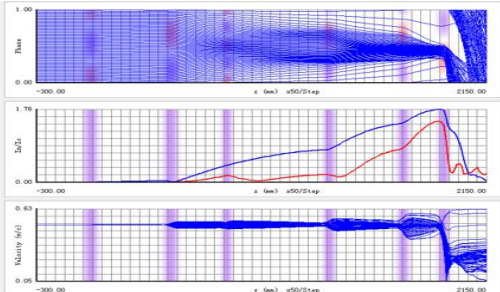 1.00
Phase
0.00
-300.00 z (mm) x50/Step 2150.00
1.76
In/Io
0.00
-300.00 z (mm) x50/Step 2150.00
0.63
Velocity (v/c)
0.05
-300.00 z (mm) x50/Step 2150.00